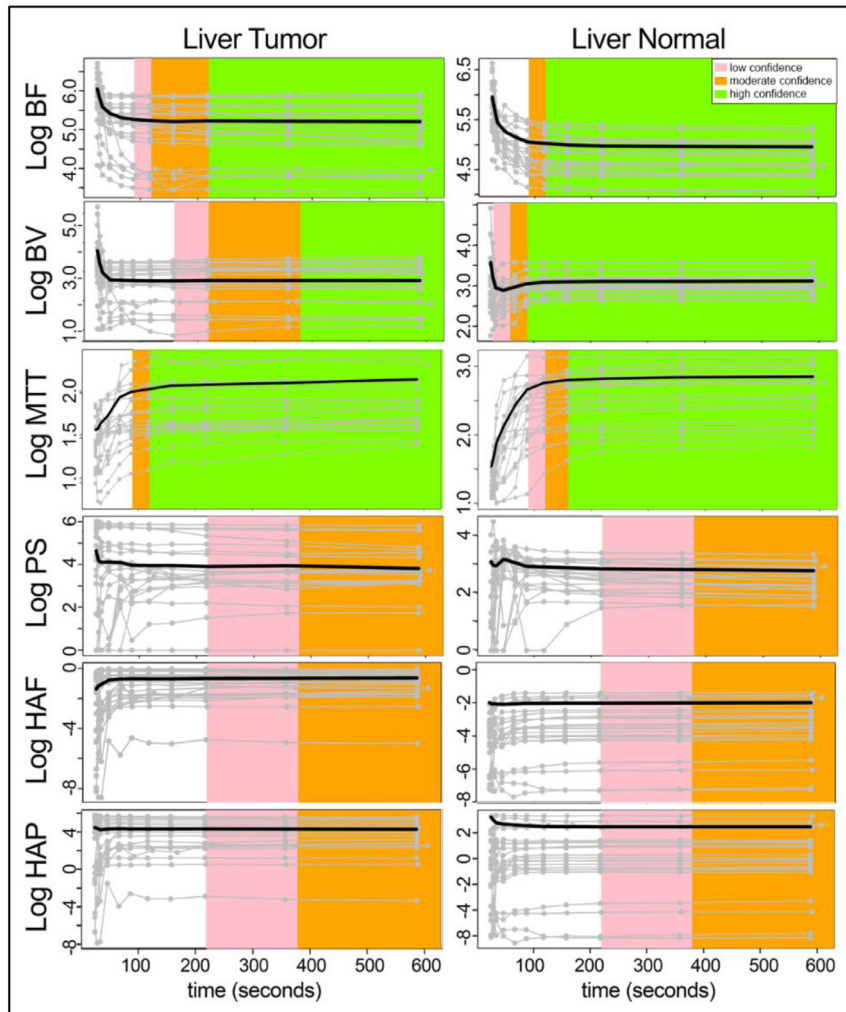 Liver Tumor
Liver Normal
low confidence
moderate confidence
high confidence
Log BF
6.0
5.0
4.0
6.5
5.5
4.5
Log BV
5.0
3.0
1.0
4.0
3.0
2.0
Log MTT
2.0
1.5
1.0
3.0
2.0
1.0
Log PS
6
4
2
0
4
2
0
Log HAF
0
-4
-8
0
-2
-4
-6
-8
Log HAP
4
0
-4
-8
2
0
-2
-4
-6
-8
100 200 300 400 500 600
100 200 300 400 500 600
time (seconds)
time (seconds)